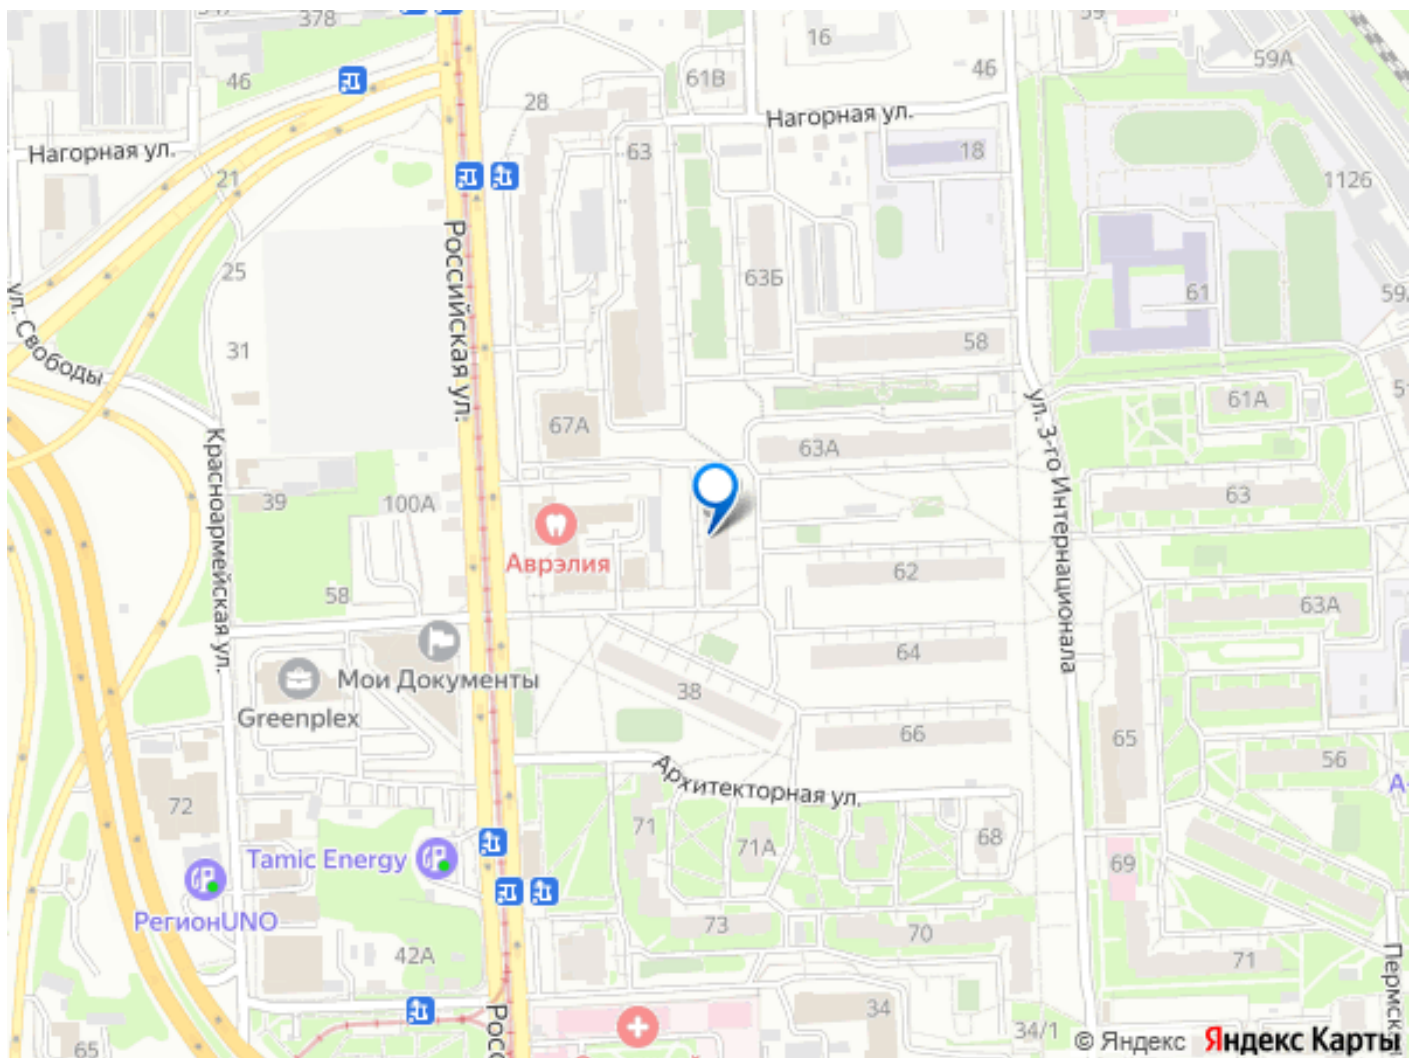 378
59
16
59А
46
61В
46
28
Нагорная ул.
Нагорная ул.
63
18
21
112б
Российская ул.
25
63Б
61
59А
ул. Свободы
31
58
ул. 3-го Интернационала
61А
67А
63А
Красноармейская ул.
39
100А
63
Аврэлия
62
58
63А
64
Мои Документы
38
Greenplex
66
65
56
Архитекторная ул.
72
71
71А
68
Tamic Energy
69
РегионUNO
73
70
42А
71
34
34/1
65
© Яндекс Яндекс Карты